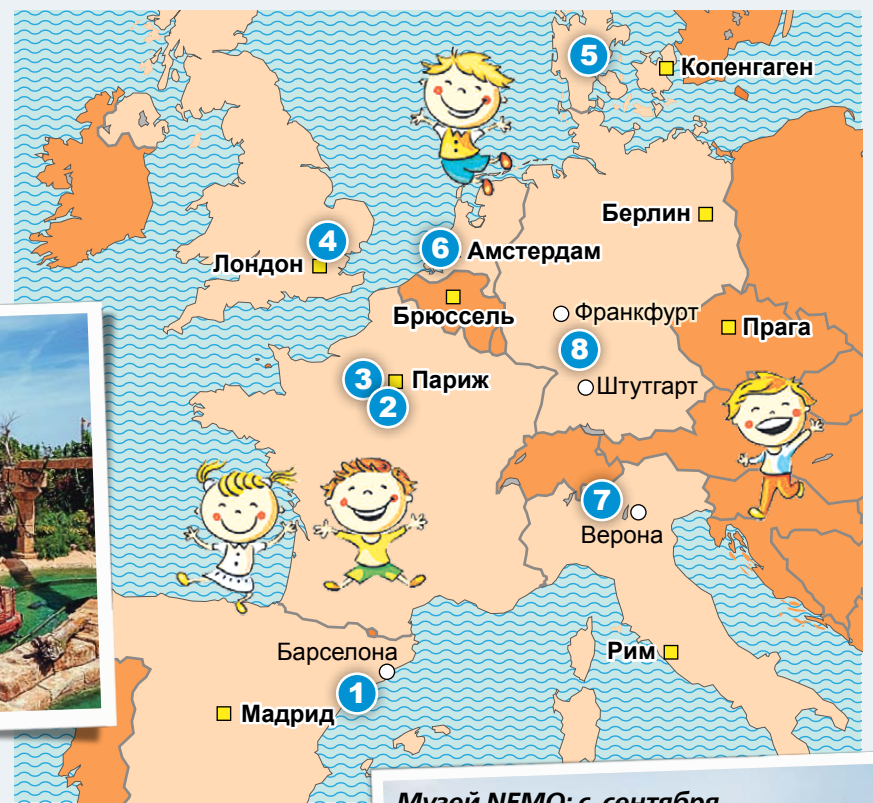 5
Копенгаген
Берлин
4
6
Амстердам
Лондон
Брюссель
Франкфурт
Прага
8
3
Париж
Штутгарт
2
7
Верона
Барселона
Рим
1
Мадрид
Музей NEMO: с сентября